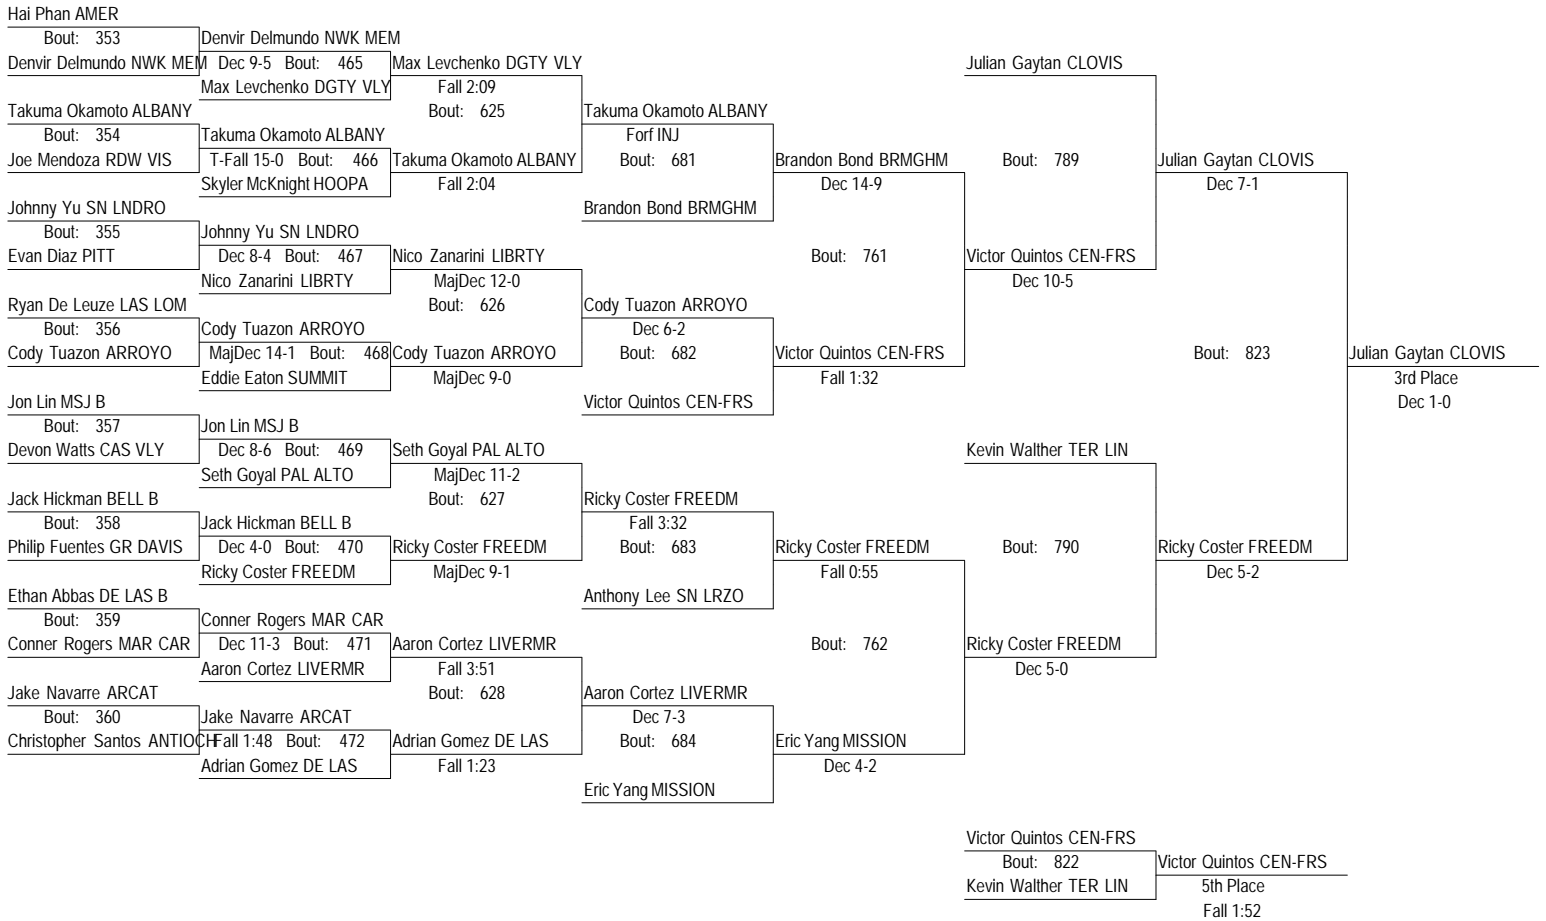 Hai Phan AMER
Bout: 353 Denvir Delmundo NWK MEM
Denvir Delmundo NWK MEM Dec 9-5 Bout: 465 Max Levchenko DGTY VLY Julian Gaytan CLOVIS
Max Levchenko DGTY VLY Fall 2:09
Takuma Okamoto ALBANY Bout: 625 Takuma Okamoto ALBANY
Bout: 354 Takuma Okamoto ALBANY Forf INJ
Joe Mendoza RDW VIS T-Fall 15-0 Bout: 466 Takuma Okamoto ALBANY Bout: 681 Brandon Bond BRMGHM Bout: 789 Julian Gaytan CLOVIS
Skyler McKnight HOOPA Fall 2:04 Dec 14-9 Dec 7-1
Johnny Yu SN LNDRO Brandon Bond BRMGHM
Bout: 355 Johnny Yu SN LNDRO
Evan Diaz PITT Dec 8-4 Bout: 467 Nico Zanarini LIBRTY Bout: 761 Victor Quintos CEN-FRS
Nico Zanarini LIBRTY MajDec 12-0 Dec 10-5
Ryan De Leuze LAS LOM Bout: 626 Cody Tuazon ARROYO
Bout: 356 Cody Tuazon ARROYO Dec 6-2
Cody Tuazon ARROYO MajDec 14-1 Bout: 468 Cody Tuazon ARROYO Bout: 682 Victor Quintos CEN-FRS Bout: 823 Julian Gaytan CLOVIS
Eddie Eaton SUMMIT MajDec 9-0 Fall 1:32 3rd Place
Jon Lin MSJ B Victor Quintos CEN-FRS Dec 1-0
Bout: 357 Jon Lin MSJ B
Devon Watts CAS VLY Dec 8-6 Bout: 469 Seth Goyal PAL ALTO Kevin Walther TER LIN
Seth Goyal PAL ALTO MajDec 11-2
Jack Hickman BELL B Bout: 627 Ricky Coster FREEDM
Bout: 358 Jack Hickman BELL B Fall 3:32
Philip Fuentes GR DAVIS Dec 4-0 Bout: 470 Ricky Coster FREEDM Bout: 683 Ricky Coster FREEDM Bout: 790 Ricky Coster FREEDM
Ricky Coster FREEDM MajDec 9-1 Fall 0:55 Dec 5-2
Ethan Abbas DE LAS B Anthony Lee SN LRZO
Bout: 359 Conner Rogers MAR CAR
Conner Rogers MAR CAR Dec 11-3 Bout: 471 Aaron Cortez LIVERMR Bout: 762 Ricky Coster FREEDM
Aaron Cortez LIVERMR Fall 3:51 Dec 5-0
Jake Navarre ARCAT Bout: 628 Aaron Cortez LIVERMR
Bout: 360 Jake Navarre ARCAT Dec 7-3
Christopher Santos ANTIOCH Fall 1:48 Bout: 472 Adrian Gomez DE LAS Bout: 684 Eric Yang MISSION
Adrian Gomez DE LAS Fall 1:23 Dec 4-2
Eric Yang MISSION
Victor Quintos CEN-FRS
Bout: 822 Victor Quintos CEN-FRS
Kevin Walther TER LIN 5th Place
Fall 1:52